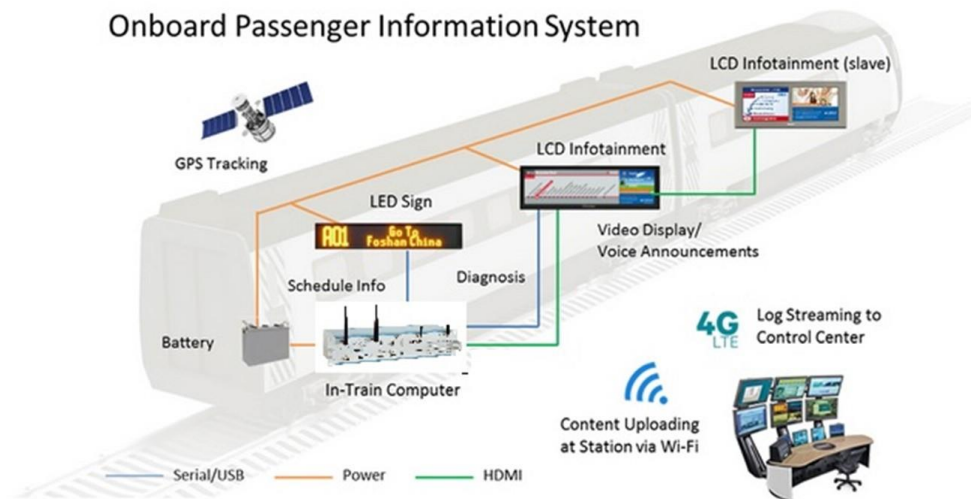 Onboard Passenger Information System
LCD Infotainment (slave)
GPS Tracking
LCD Infotainment
LED Sign
A01
Go To
Foshan China
Video Display/
Voice Announcements
Schedule Info
Diagnosis
Battery
In-Train Computer
4G
LTE
Log Streaming to
Control Center
Content Uploading
at Station via Wi-Fi
Serial/USB
Power
HDMI